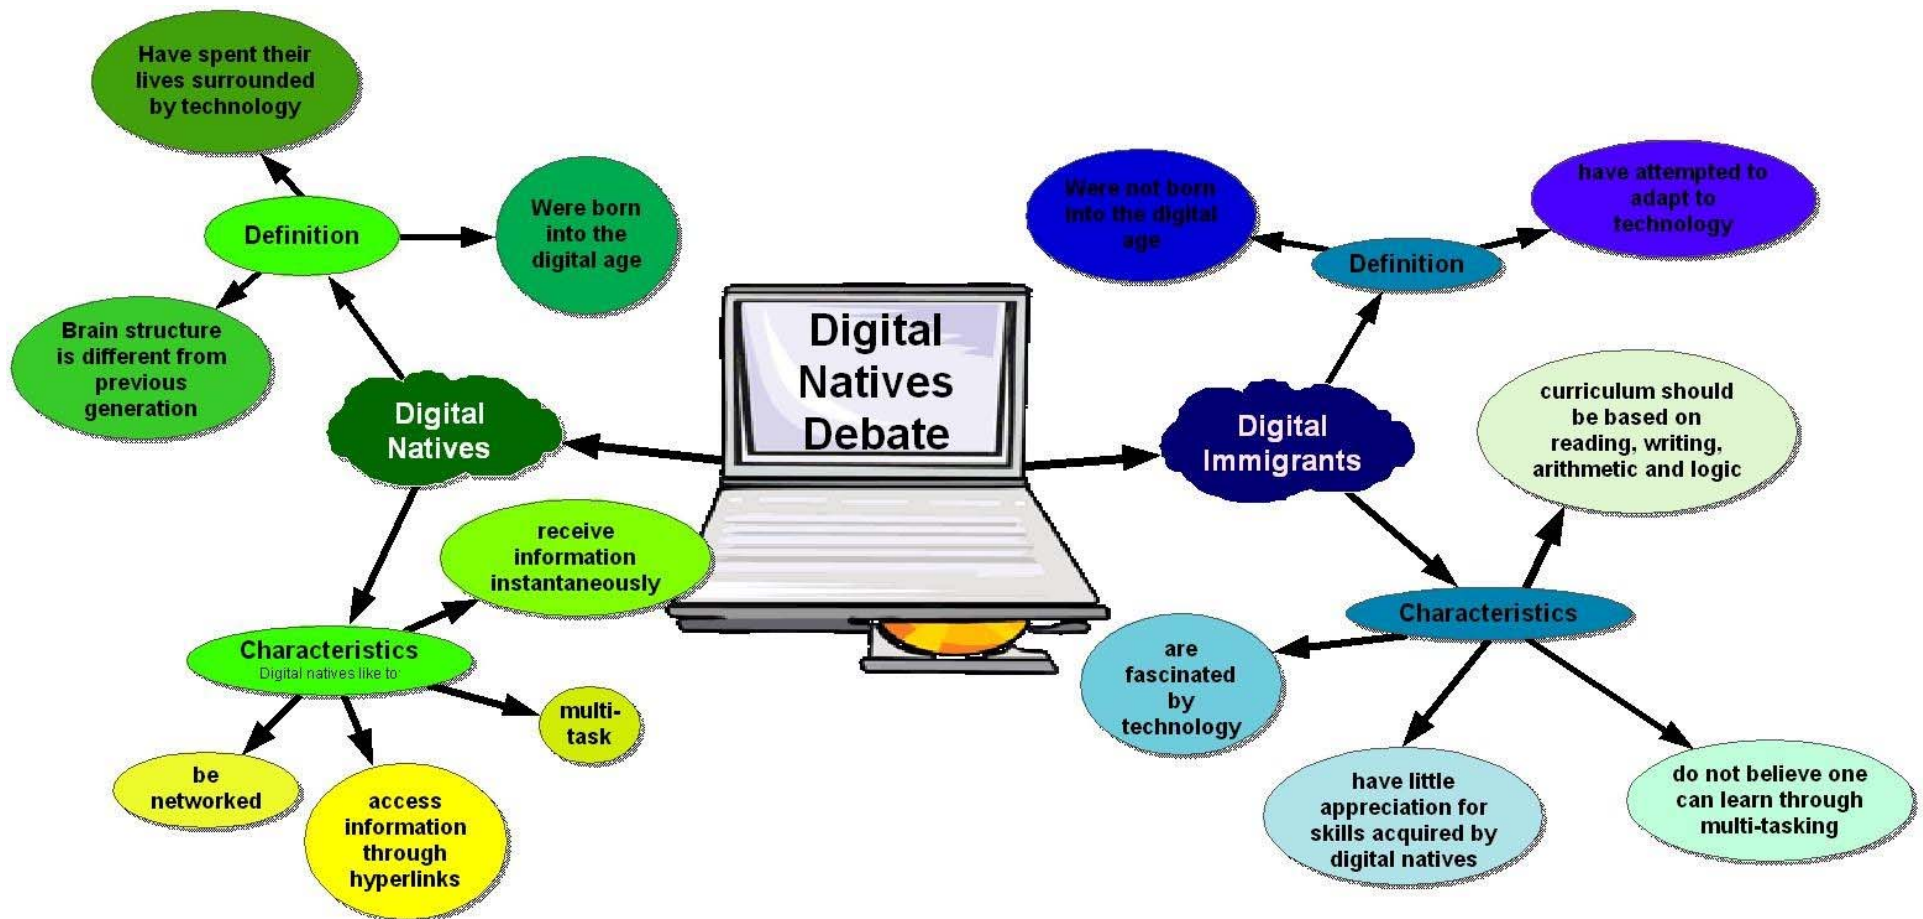 Have spent their
lives surrounded
by technology
Definition
Were born
into the
digital age
Brain structure
is different from
previous
generation
Digital
Natives
Characteristics
Digital natives like to:
receive
information
instantaneously
multi-
task
be
networked
access
information
through
hyperlinks
Digital
Natives
Debate
Digital
Immigrants
Definition
Were not born
into the digital
age
have attempted to
adapt to
technology
Characteristics
curriculum should
be based on
reading, writing,
arithmetic and logic
are
fascinated
by
technology
have little
appreciation for
skills acquired by
digital natives
do not believe one
can learn through
multi-tasking